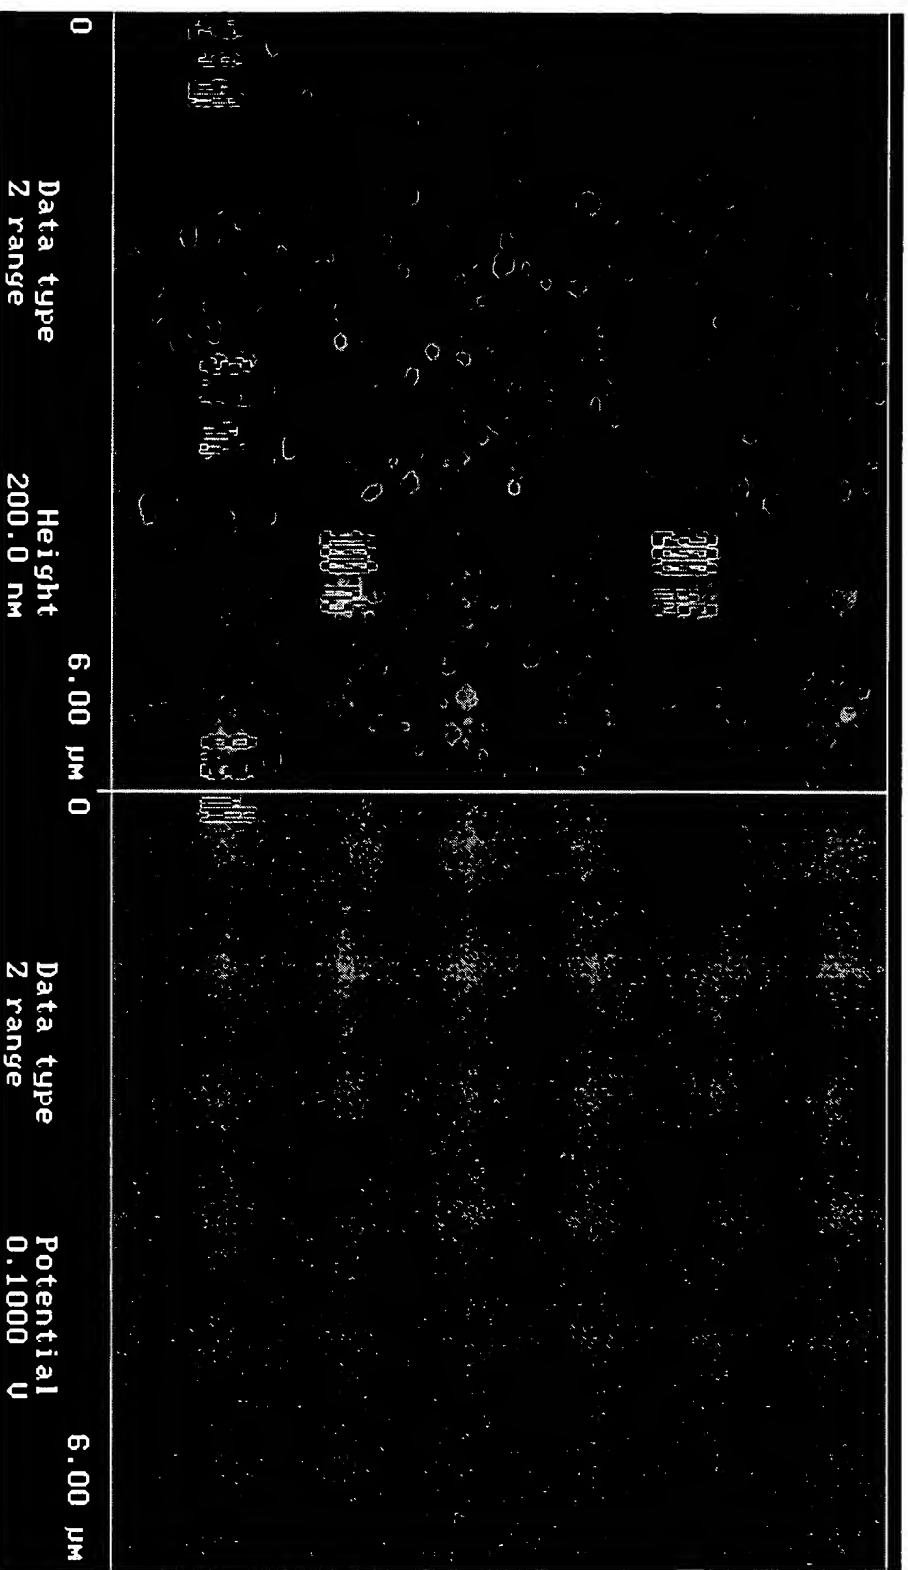 0 6.00 µM 0 6.00 µM
Data type Height Data type Potential
Z range 200.0 nM Z range 0.1000 V